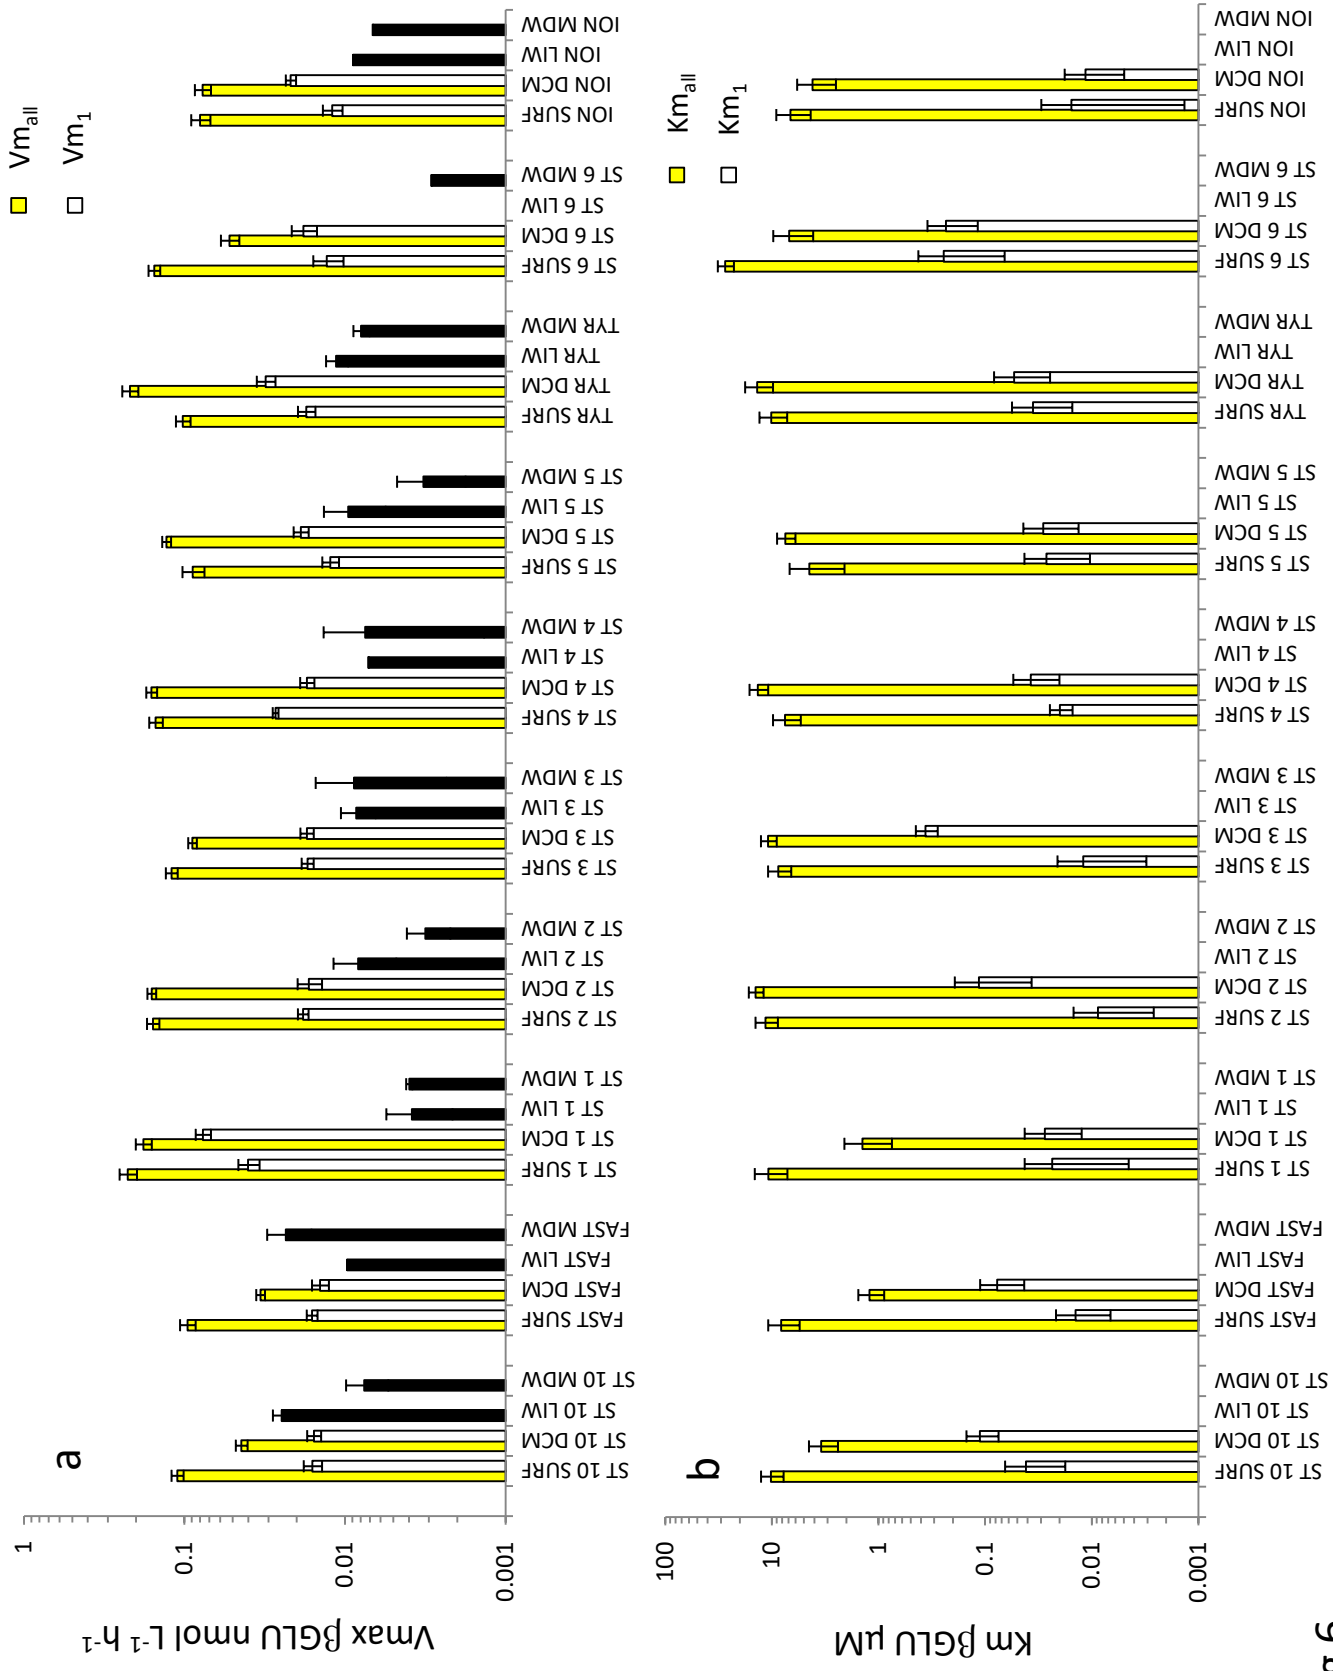 a
Vmax βGLU nmol L⁻¹ h⁻¹
1
0.1
0.01
0.001
Vm_all
Vm_1
ST 10 SURF
ST 10 DCM
ST 10 LIW
ST 10 MDW
FAST SURF
FAST DCM
FAST LIW
FAST MDW
ST 1 SURF
ST 1 DCM
ST 1 LIW
ST 1 MDW
ST 2 SURF
ST 2 DCM
ST 2 LIW
ST 2 MDW
ST 3 SURF
ST 3 DCM
ST 3 LIW
ST 3 MDW
ST 4 SURF
ST 4 DCM
ST 4 LIW
ST 4 MDW
ST 5 SURF
ST 5 DCM
ST 5 LIW
ST 5 MDW
TYR SURF
TYR DCM
TYR LIW
TYR MDW
ST 6 SURF
ST 6 DCM
ST 6 LIW
ST 6 MDW
ION SURF
ION DCM
ION LIW
ION MDW
b
Km βGLU µM
100
10
1
0.1
0.01
0.001
Km_all
Km_1
ST 10 SURF
ST 10 DCM
ST 10 LIW
ST 10 MDW
FAST SURF
FAST DCM
FAST LIW
FAST MDW
ST 1 SURF
ST 1 DCM
ST 1 LIW
ST 1 MDW
ST 2 SURF
ST 2 DCM
ST 2 LIW
ST 2 MDW
ST 3 SURF
ST 3 DCM
ST 3 LIW
ST 3 MDW
ST 4 SURF
ST 4 DCM
ST 4 LIW
ST 4 MDW
ST 5 SURF
ST 5 DCM
ST 5 LIW
ST 5 MDW
TYR SURF
TYR DCM
TYR LIW
TYR MDW
ST 6 SURF
ST 6 DCM
ST 6 LIW
ST 6 MDW
ION SURF
ION DCM
ION LIW
ION MDW